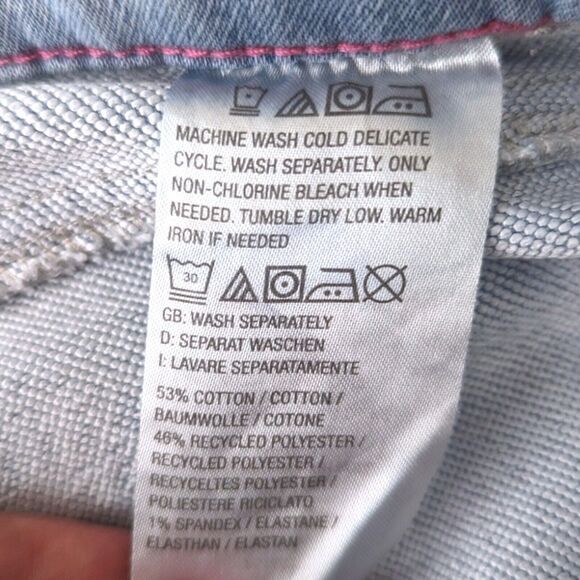 MACHINE WASH COLD DELICATE
CYCLE. WASH SEPARATELY. ONLY
NON-CHLORINE BLEACH WHEN
NEEDED. TUMBLE DRY LOW. WARM
IRON IF NEEDED
30
GB: WASH SEPARATELY
D: SEPARAT WASCHEN
I: LAVARE SEPARATAMENTE
53% COTTON / COTTON /
BAUMWOLLE / COTONE
46% RECYCLED POLYESTER /
RECYCLED POLYESTER /
RECYCELTES POLYESTER /
POLIESTERE RICICLATO
1% SPANDEX / ELASTANE /
ELASTHAN / ELASTAN